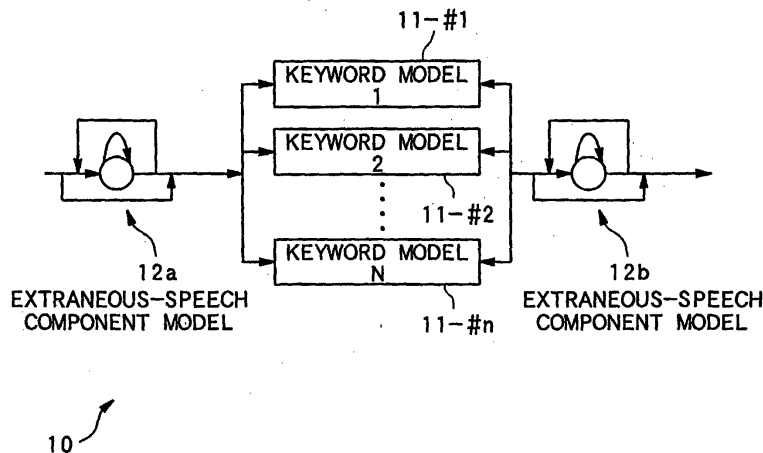 11-#1
KEYWORD MODEL
1
KEYWORD MODEL
2
11-#2
KEYWORD MODEL
N
11-#n
12a
EXTRANEOUS-SPEECH
COMPONENT MODEL
12b
EXTRANEOUS-SPEECH
COMPONENT MODEL
10